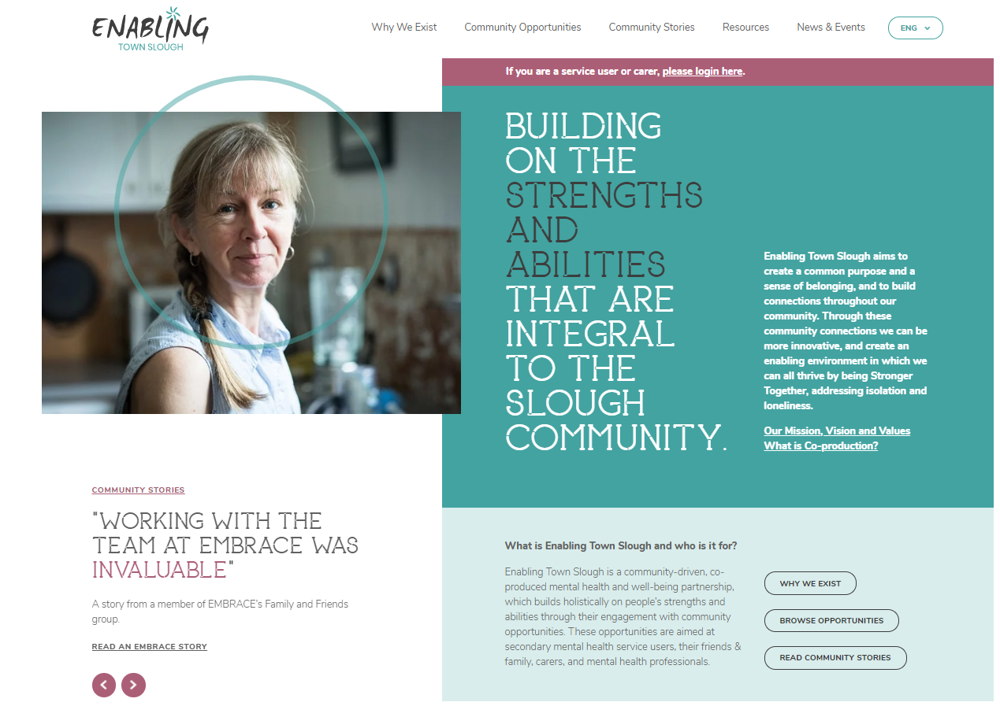 ENABLING
TOWN SLOUGH
Why We Exist
Community Opportunities
Community Stories
Resources
News & Events
ENG
If you are a service user or carer, please login here.
BUILDING
ON THE
STRENGTHS
AND
ABILITIES
THAT ARE
INTEGRAL
TO THE
SLOUGH
COMMUNITY.
Enabling Town Slough aims to
create a common purpose and a
sense of belonging, and to build
connections throughout our
community. Through these
community connections we can be
more innovative, and create an
enabling environment in which we
can all thrive by being Stronger
Together, addressing isolation and
loneliness.
Our Mission, Vision and Values
What is Co-production?
COMMUNITY STORIES
"WORKING WITH THE
TEAM AT EMBRACE WAS
INVALUABLE"
A story from a member of EMBRACE's Family and Friends
group.
READ AN EMBRACE STORY
What is Enabling Town Slough and who is it for?
Enabling Town Slough is a community-driven, co-
produced mental health and well-being partnership,
which builds holistically on people's strengths and
abilities through their engagement with community
opportunities. These opportunities are aimed at
secondary mental health service users, their friends &
family, carers, and mental health professionals.
WHY WE EXIST
BROWSE OPPORTUNITIES
READ COMMUNITY STORIES